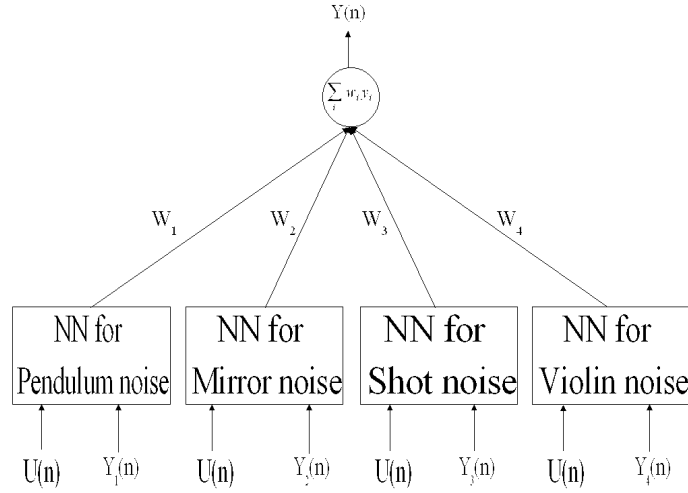 Y(n)
∑ wᵢyᵢ
i
W₁
W₂
W₃
W₄
NN for
Pendulum noise
NN for
Mirror noise
NN for
Shot noise
NN for
Violin noise
U(n)
Y₁(n)
U(n)
Y₂(n)
U(n)
Y₃(n)
U(n)
Y₄(n)